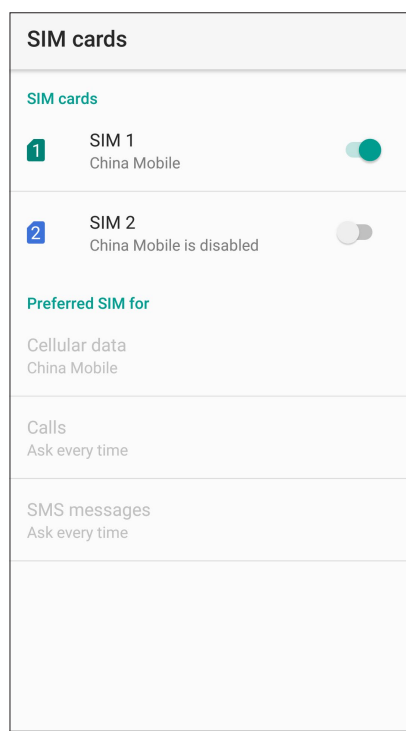 SIM cards
SIM cards
1
SIM 1
China Mobile
2
SIM 2
China Mobile is disabled
Preferred SIM for
Cellular data
China Mobile
Calls
Ask every time
SMS messages
Ask every time